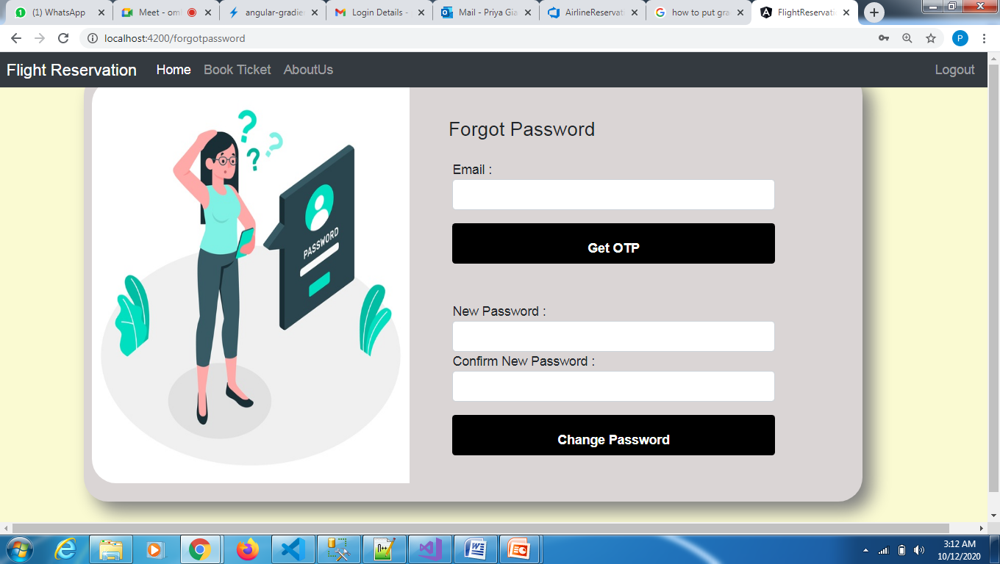 (1) WhatsApp
Meet - oml
angular-gradie
Login Details -
Mail - Priya Gia
AirlineReservat
how to put gra
FlightReservati
localhost:4200/forgotpassword
P
Flight Reservation Home Book Ticket AboutUs Logout
Forgot Password
Email :
Get OTP
PASSWORD
New Password :
Confirm New Password :
Change Password
3:12 AM
10/12/2020